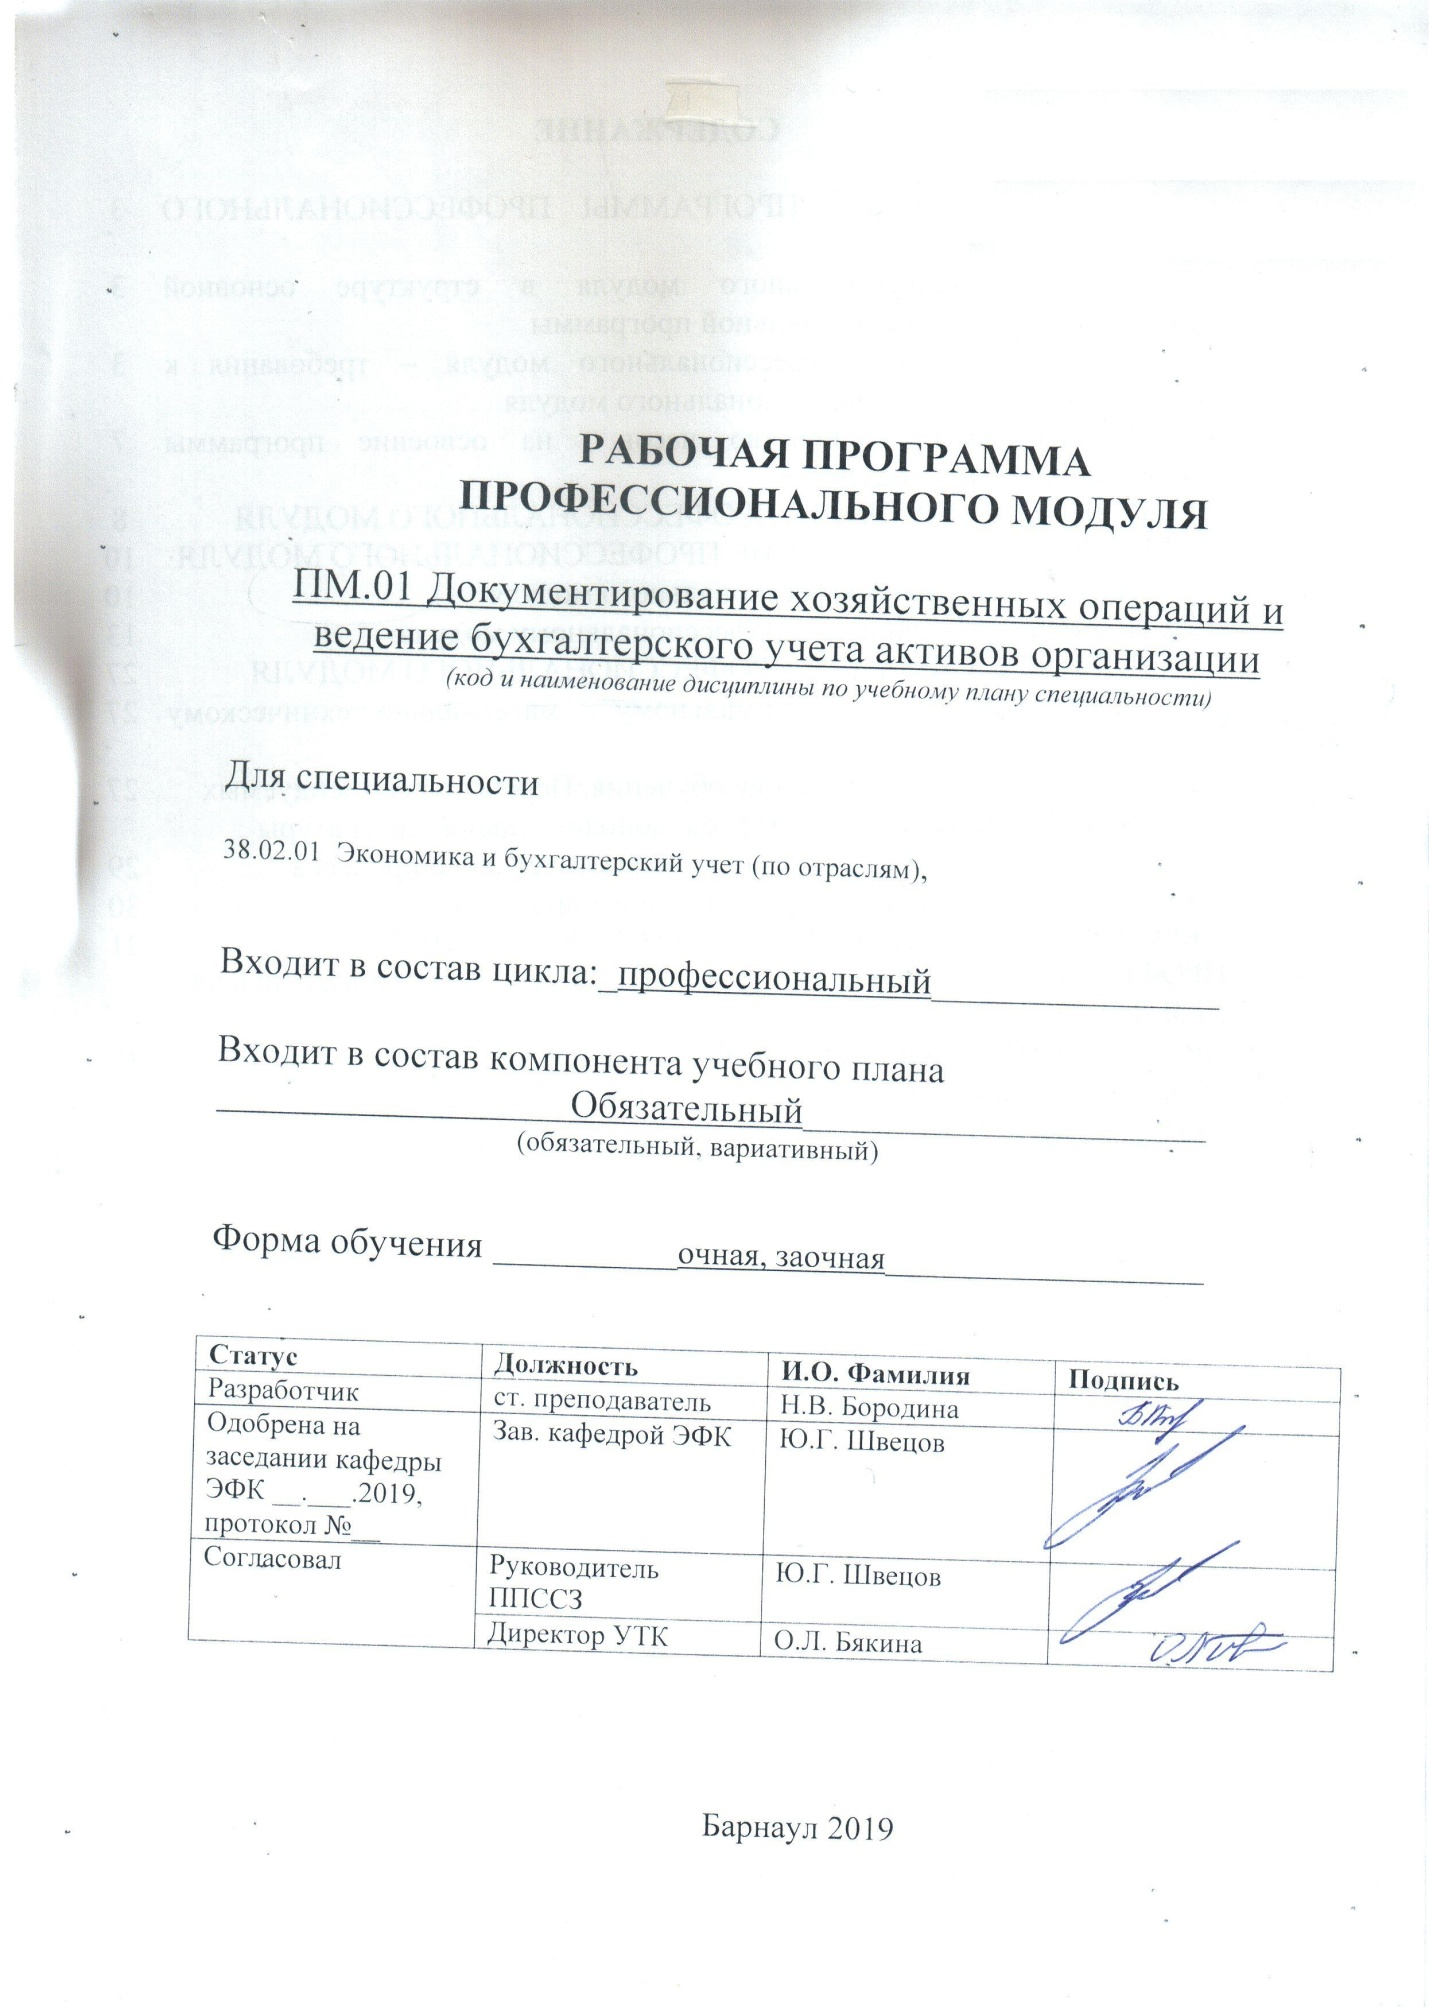 РАБОЧАЯ ПРОГРАММА
ПРОФЕССИОНАЛЬНОГО МОДУЛЯ
ПМ.01 Документирование хозяйственных операций и
ведение бухгалтерского учета активов организации
(код и наименование дисциплины по учебному плану специальности)
Для специальности
38.02.01 Экономика и бухгалтерский учет (по отраслям),
Входит в состав цикла:_профессиональный
Входит в состав компонента учебного плана
Обязательный
(обязательный, вариативный)
Форма обучения очная, заочная
Статус Должность И.О. Фамилия Подпись
Разработчик ст. преподаватель Н.В. Бородина
Одобрена на Зав. кафедрой ЭФК Ю.Г. Швецов
заседании кафедры
ЭФК __.___.2019,
протокол №__
Согласовал Руководитель Ю.Г. Швецов
ППССЗ
Директор УТК О.Л. Бякина
Барнаул 2019